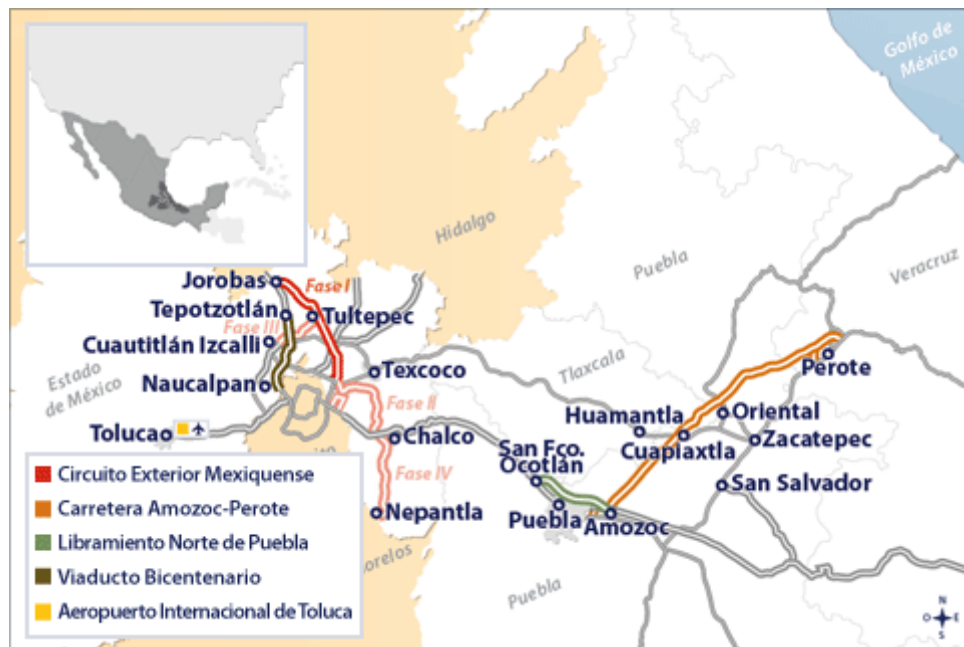 Golfo de
México
Hidalgo
Puebla
Veracruz
Jorobas
Fase I
Tepotzotlán
Tultepec
Fase III
Cuautitlán Izcalli
Estado
de México
Naucalpan
Texcoco
Tlaxcala
Perote
Fase II
Huamantla
Oriental
Toluca
Chalco
Cuaplaxtla
Zacatepec
San Fco.
Ocotlán
Fase IV
San Salvador
Nepantla
Puebla
Amozoc
Puebla
Circuito Exterior Mexiquense
Carretera Amozoc-Perote
Libramiento Norte de Puebla
Viaducto Bicentenario
Aeropuerto Internacional de Toluca
N
O
E
S